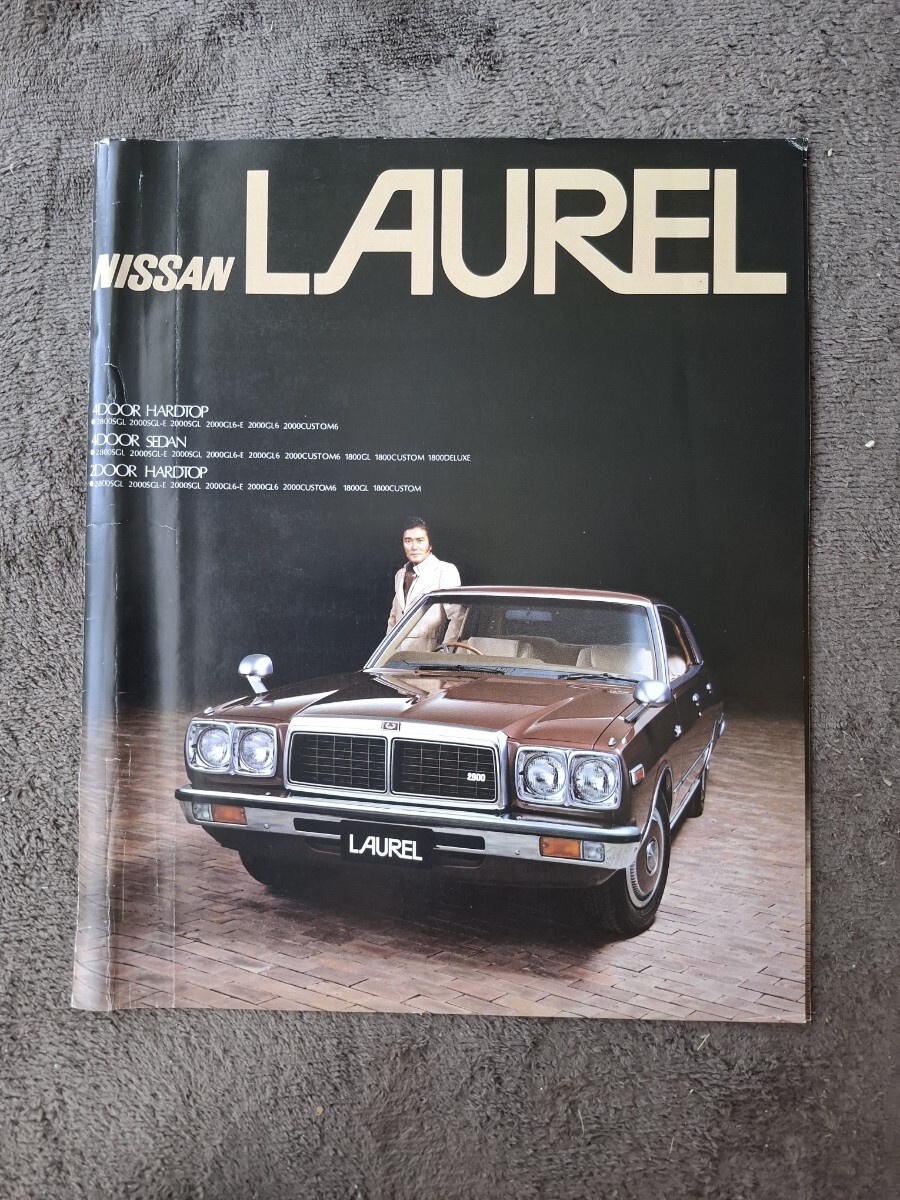 NISSAN LAUREL
4DOOR HARDTOP
●2800SGL 2000SGL-E 2000SGL 2000GL6-E 2000GL6 2000CUSTOM6
4DOOR SEDAN
●2800SGL 2000SGL-E 2000SGL 2000GL6-E 2000GL6 2000CUSTOM6 1800GL 1800CUSTOM 1800DELUXE
2DOOR HARDTOP
●2800SGL 2000SGL-E 2000SGL 2000GL6-E 2000GL6 2000CUSTOM6 1800GL 1800CUSTOM
2800
LAUREL